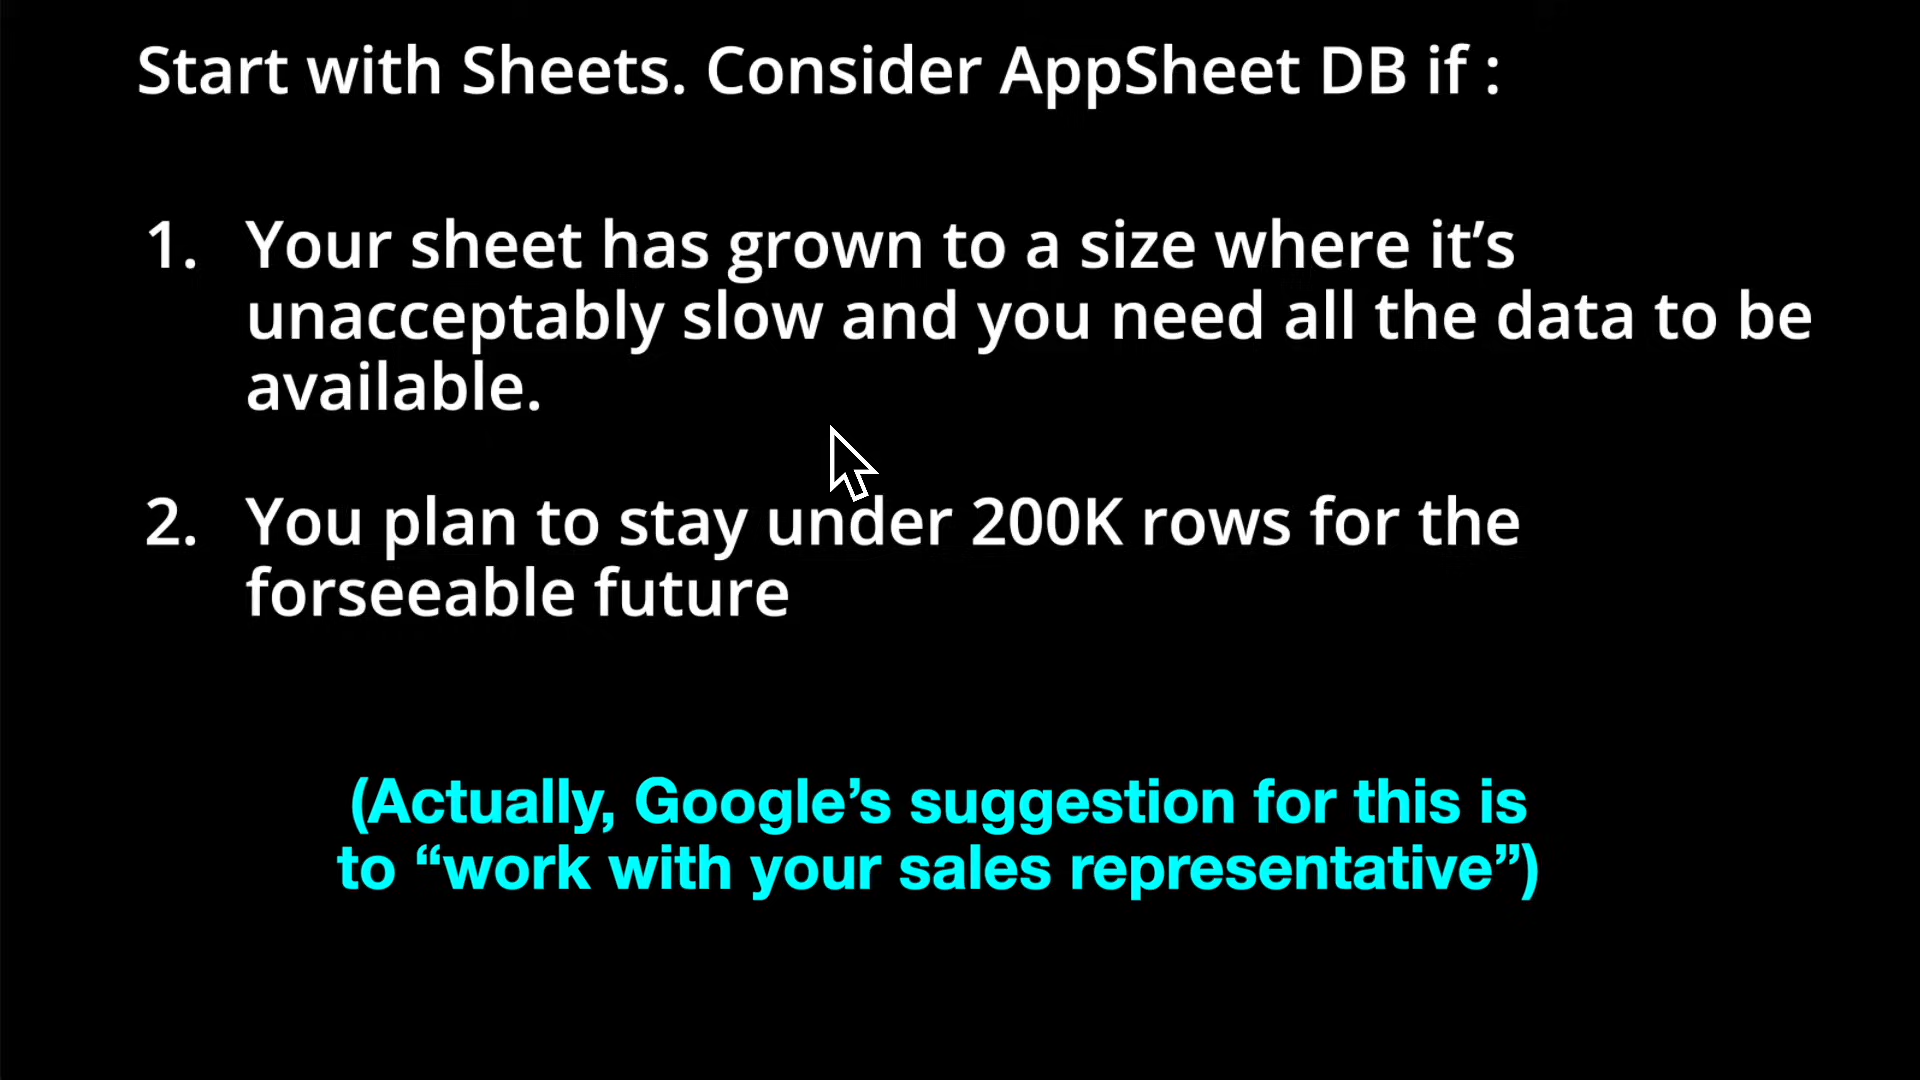 Start with Sheets. Consider AppSheet DB if :
1. Your sheet has grown to a size where it’s
unacceptably slow and you need all the data to be
available.
2. You plan to stay under 200K rows for the
forseeable future
(Actually, Google’s suggestion for this is
to “work with your sales representative”)